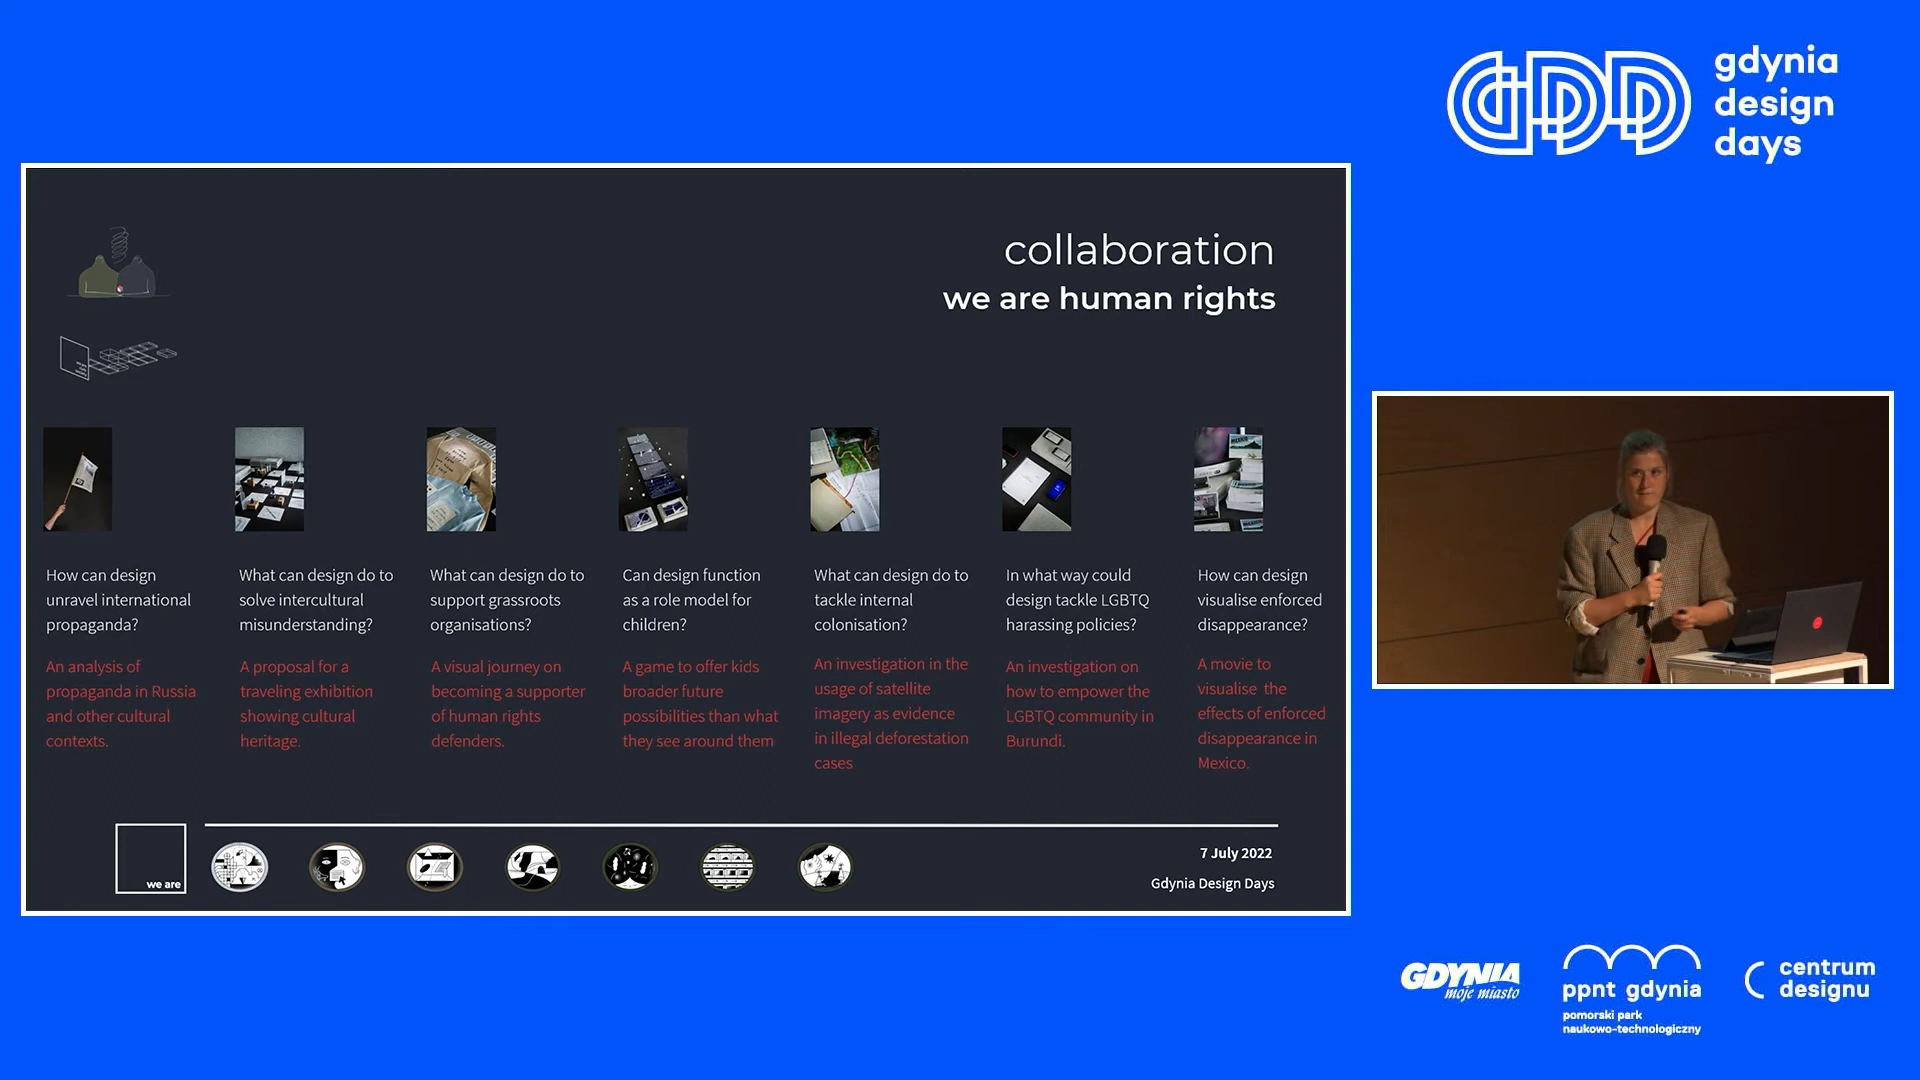 gdynia
design
days
collaboration
we are human rights
How can design
unravel international
propaganda?
An analysis of
propaganda in Russia
and other cultural
contexts.
What can design do to
solve intercultural
misunderstanding?
A proposal for a
traveling exhibition
showing cultural
heritage.
What can design do to
support grassroots
organisations?
A visual journey on
becoming a supporter
of human rights
defenders.
Can design function
as a role model for
children?
A game to offer kids
broader future
possibilities than what
they see around them
What can design do to
tackle internal
colonisation?
An investigation in the
usage of satellite
imagery as evidence
in illegal deforestation
cases
In what way could
design tackle LGBTQ
harassing policies?
An investigation on
how to empower the
LGBTQ community in
Burundi.
How can design
visualise enforced
disappearance?
A movie to
visualise the
effects of enforced
disappearance in
Mexico.
we are
7 July 2022
Gdynia Design Days
GDYNIA
moje miasto
ppnt gdynia
pomorski park
naukowo-technologiczny
centrum
designu